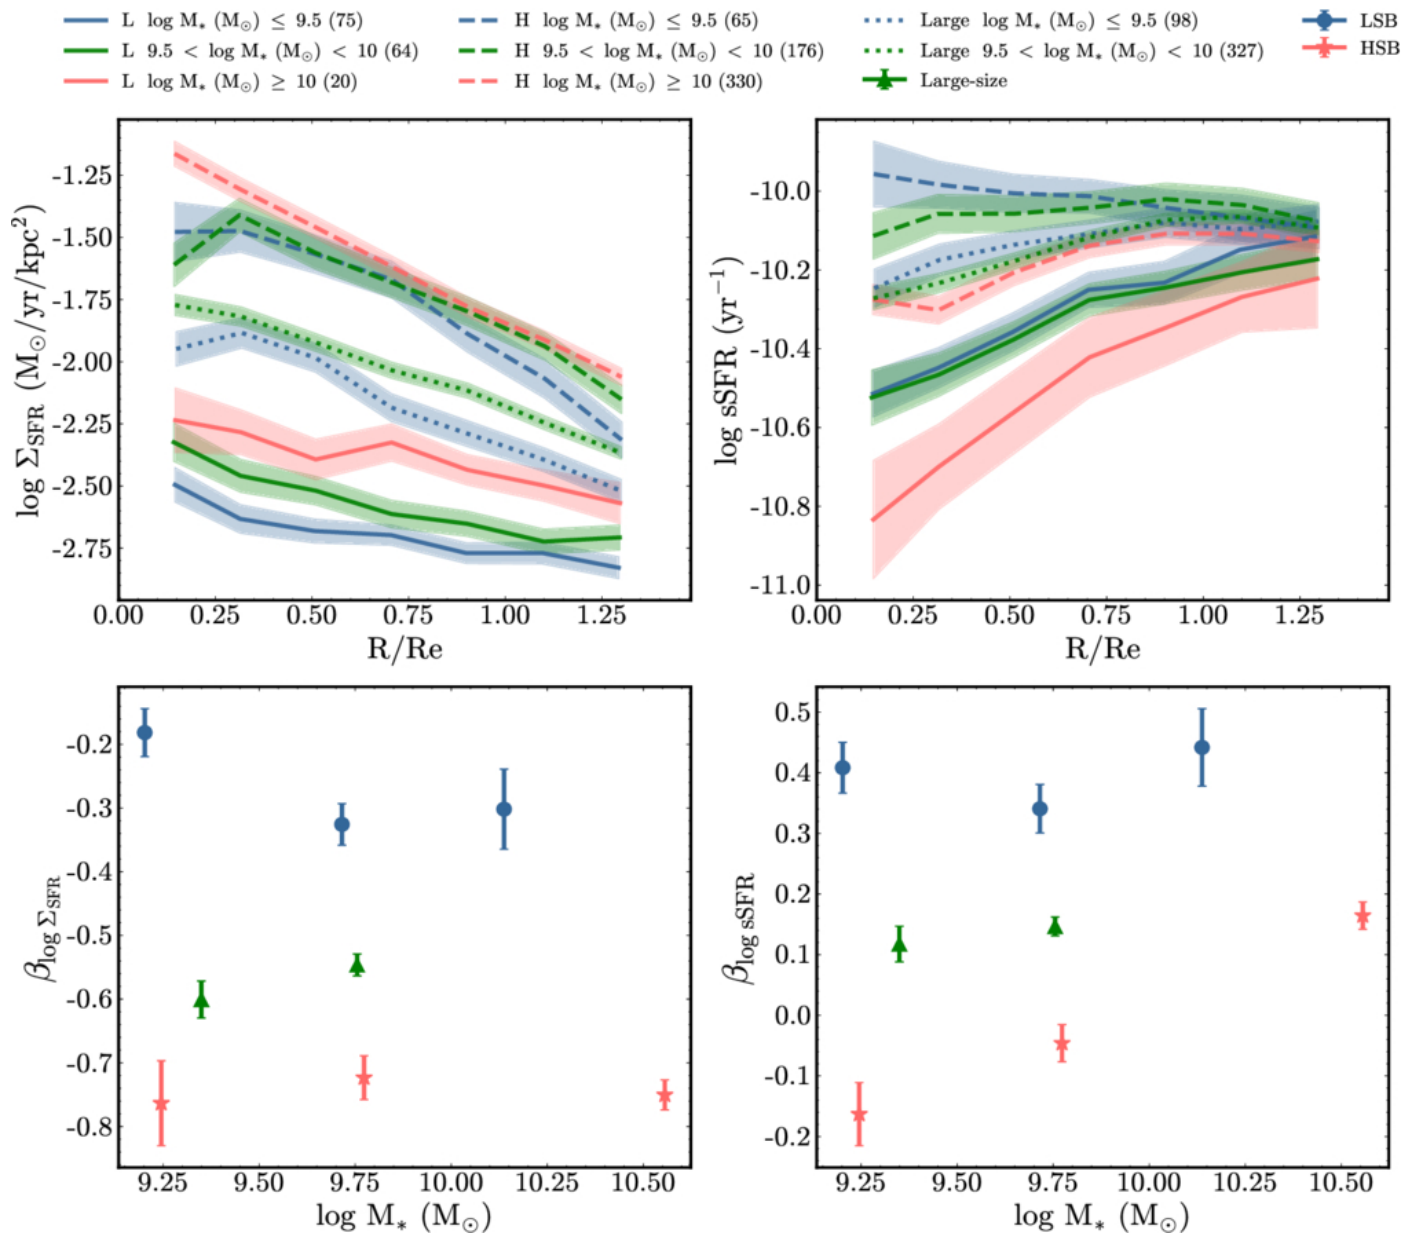 L log M* (M⊙) ≤ 9.5 (75)
L 9.5 < log M* (M⊙) < 10 (64)
L log M* (M⊙) ≥ 10 (20)
H log M* (M⊙) ≤ 9.5 (65)
H 9.5 < log M* (M⊙) < 10 (176)
H log M* (M⊙) ≥ 10 (330)
Large log M* (M⊙) ≤ 9.5 (98)
Large 9.5 < log M* (M⊙) < 10 (327)
Large-size
LSB
HSB
log Σ_SFR (M⊙/yr/kpc²)
-1.25
-1.50
-1.75
-2.00
-2.25
-2.50
-2.75
0.00 0.25 0.50 0.75 1.00 1.25
R/Re
log sSFR (yr⁻¹)
-10.0
-10.2
-10.4
-10.6
-10.8
-11.0
0.00 0.25 0.50 0.75 1.00 1.25
R/Re
β_log Σ_SFR
-0.2
-0.3
-0.4
-0.5
-0.6
-0.7
-0.8
9.25 9.50 9.75 10.00 10.25 10.50
log M* (M⊙)
β_log sSFR
0.5
0.4
0.3
0.2
0.1
0.0
-0.1
-0.2
9.25 9.50 9.75 10.00 10.25 10.50
log M* (M⊙)